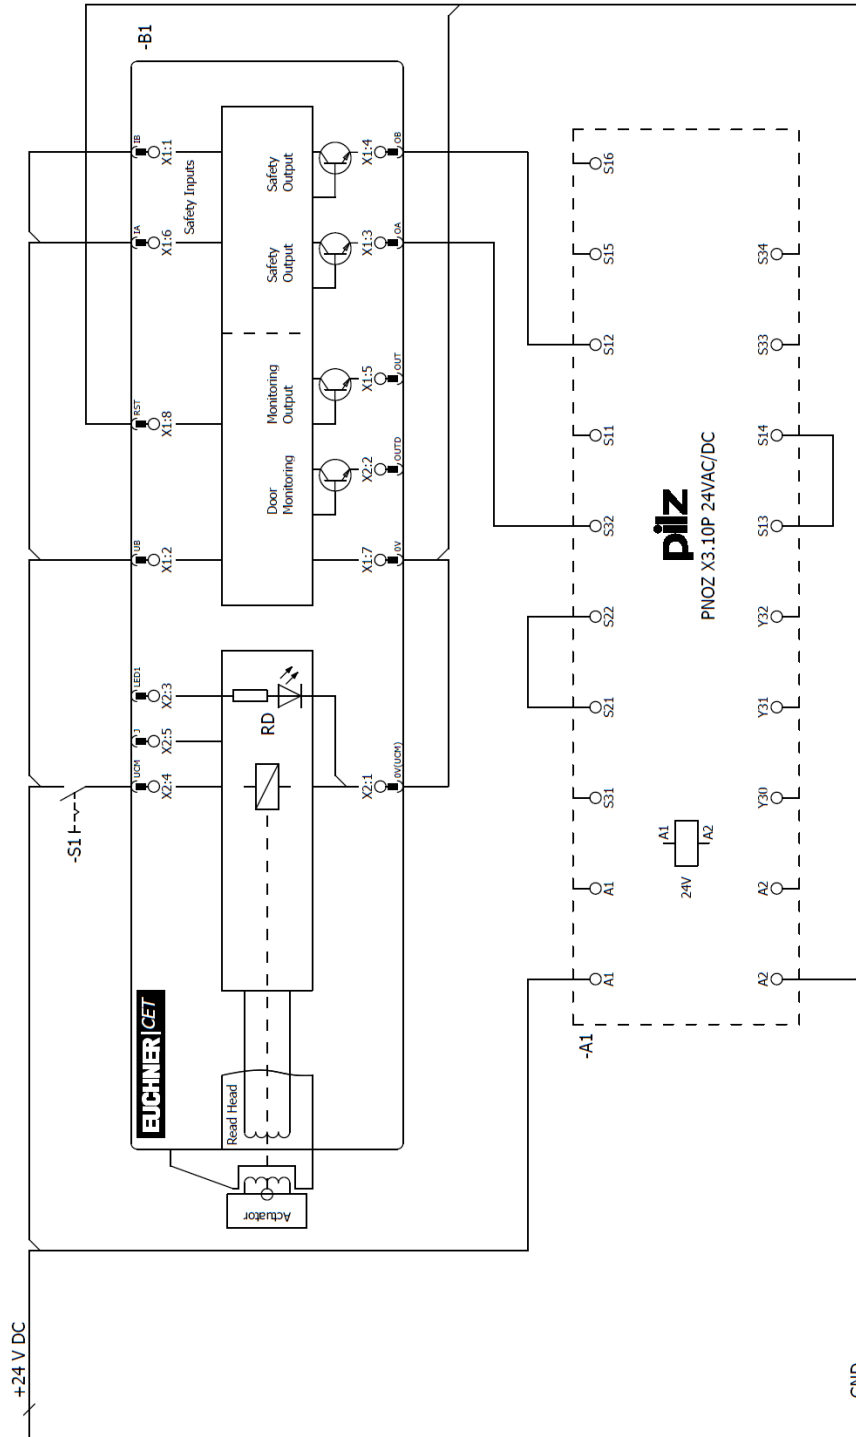 +24 V DC
-S1
-B1
UCM J LED1 UB RST IA IB
EUCHNER|CET
X2:4 X2:5 X2:3 X1:2 X1:8 X1:6 X1:1
Safety Inputs
Read Head
Actuator
RD
Door
Monitoring
Monitoring
Output
Safety
Output
Safety
Output
X2:1 X1:7 X2:2 X1:5 X1:3 X1:4
0V(UCM) 0V OUTD OUT OA OB
-A1
A1 A1 S31 S21 S22 S32 S11 S12 S15 S16
A1
24V
A2
pilz
PNOZ X3.10P 24VAC/DC
A2 A2 Y30 Y31 Y32 S13 S14 S33 S34
GND